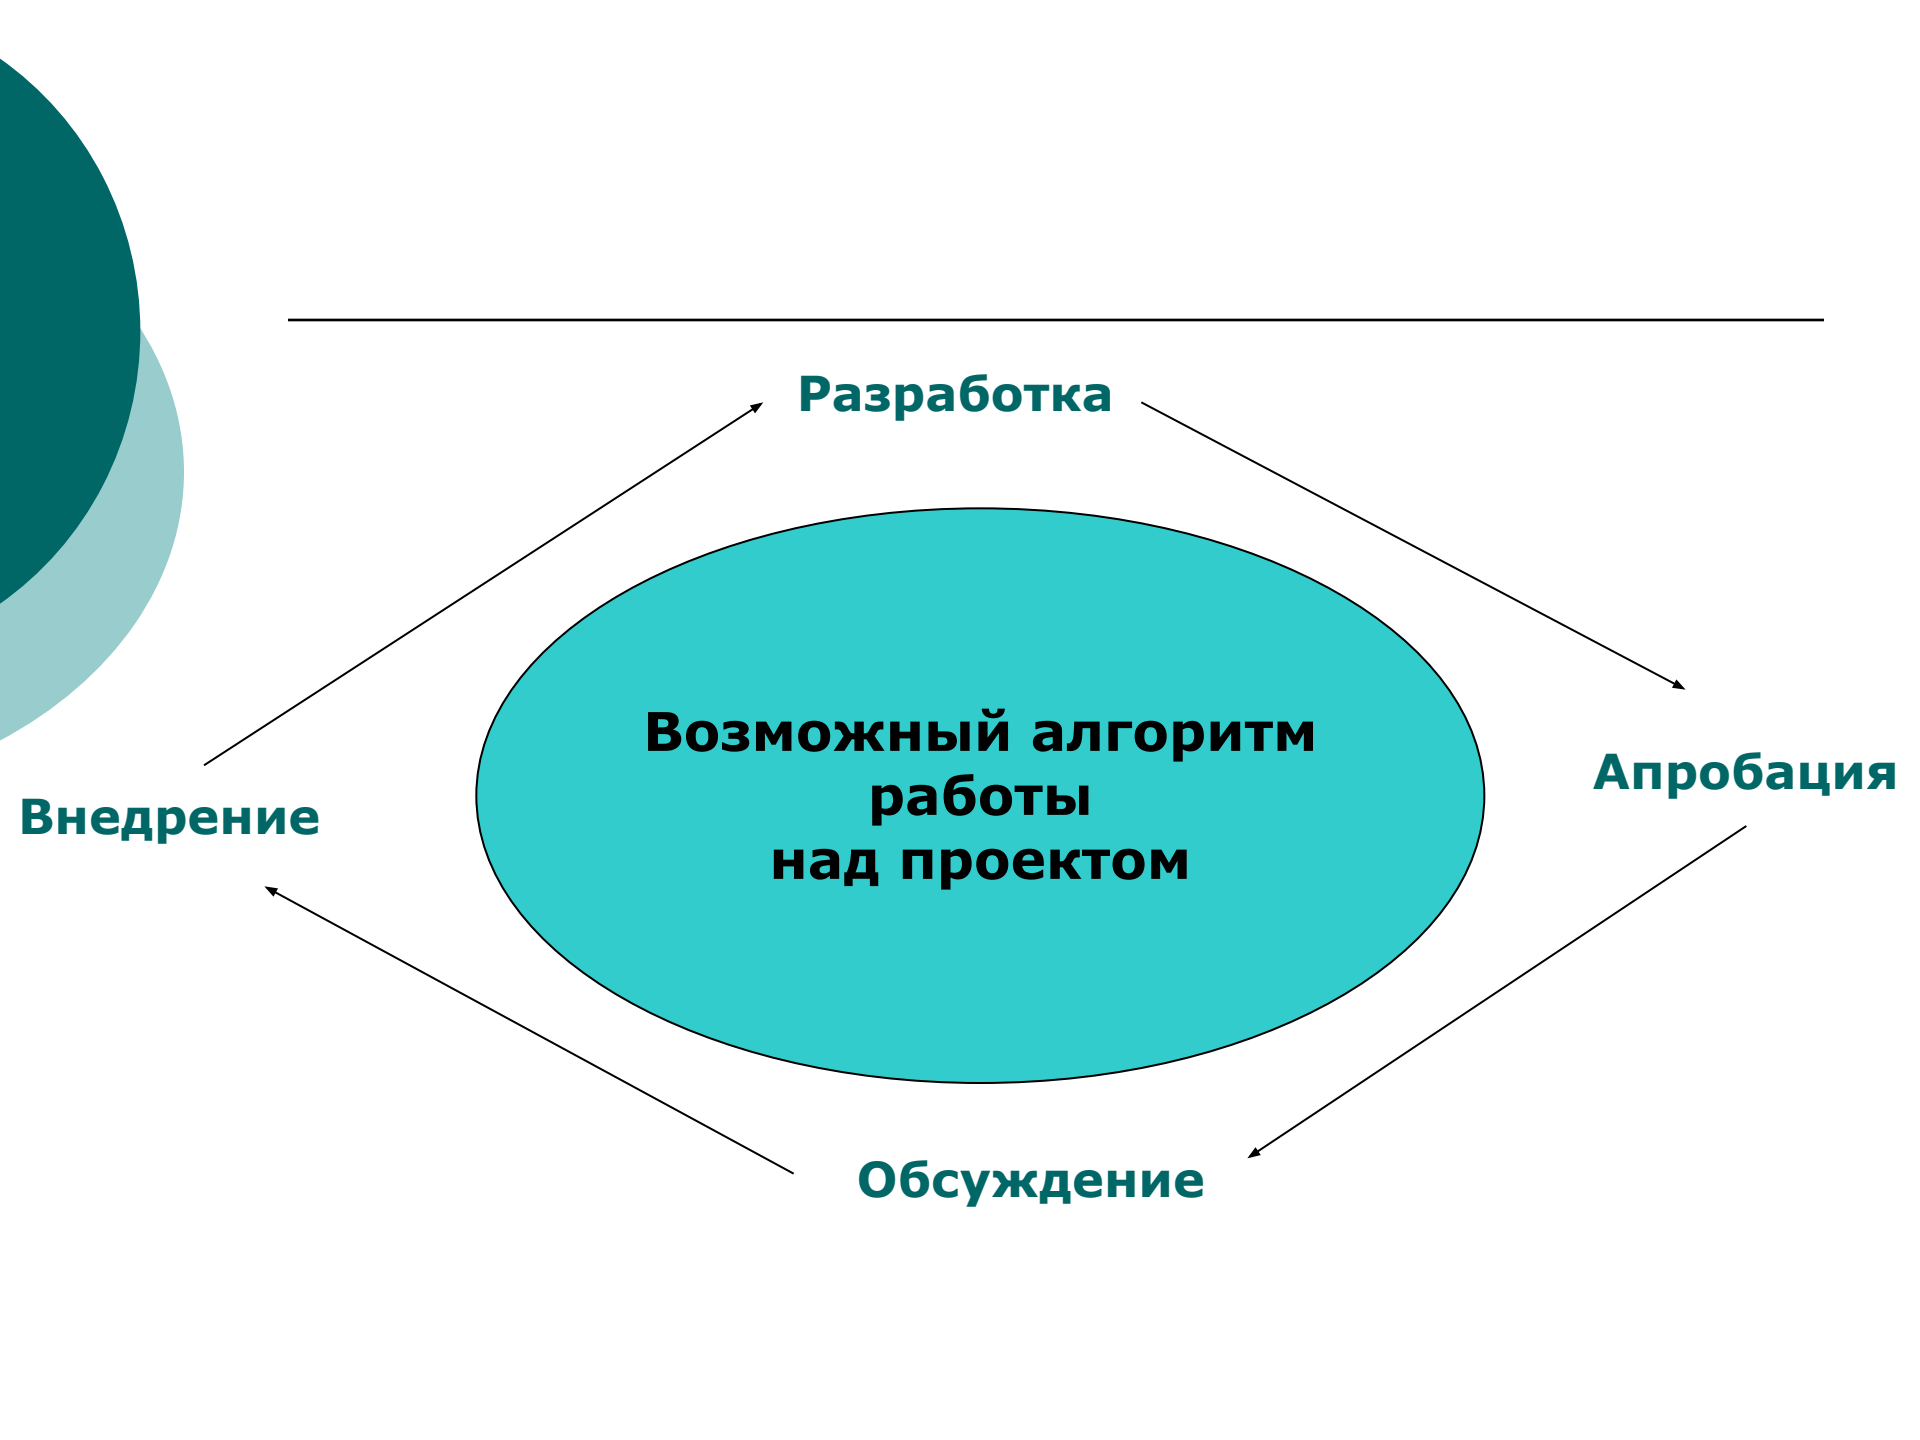 Разработка
Возможный алгоритм
работы
над проектом
Апробация
Внедрение
Обсуждение